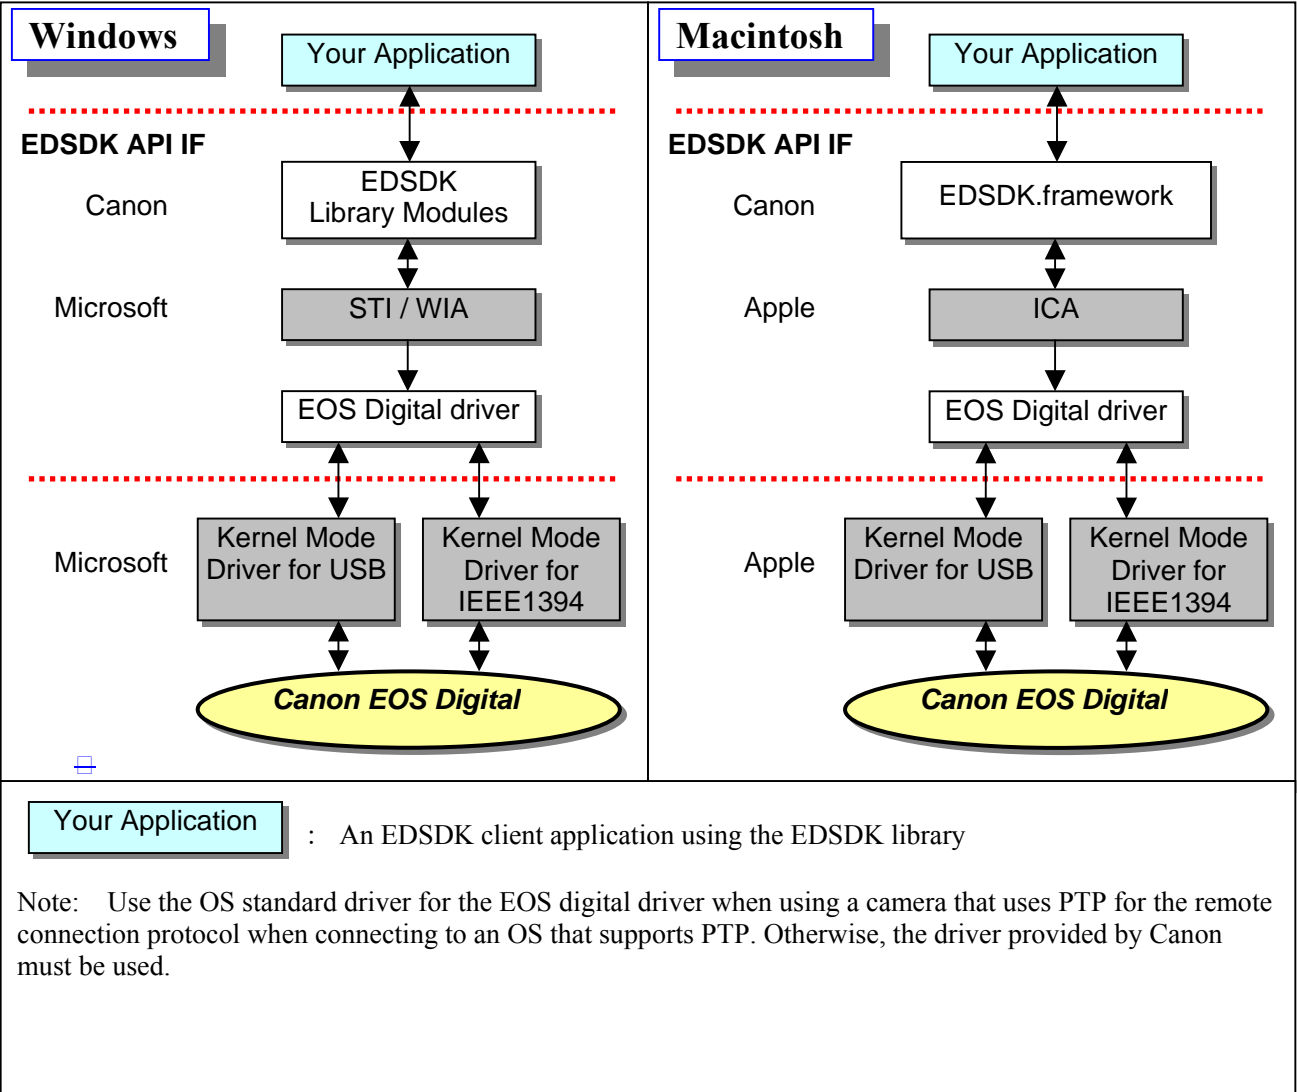 Windows
Your Application
EDSDK API IF
Canon
EDSDK
Library Modules
Microsoft
STI / WIA
EOS Digital driver
Microsoft
Kernel Mode
Driver for USB
Kernel Mode
Driver for
IEEE1394
Canon EOS Digital
Macintosh
Your Application
EDSDK API IF
Canon
EDSDK.framework
Apple
ICA
EOS Digital driver
Apple
Kernel Mode
Driver for USB
Kernel Mode
Driver for
IEEE1394
Canon EOS Digital
Your Application : An EDSDK client application using the EDSDK library
Note: Use the OS standard driver for the EOS digital driver when using a camera that uses PTP for the remote
connection protocol when connecting to an OS that supports PTP. Otherwise, the driver provided by Canon
must be used.